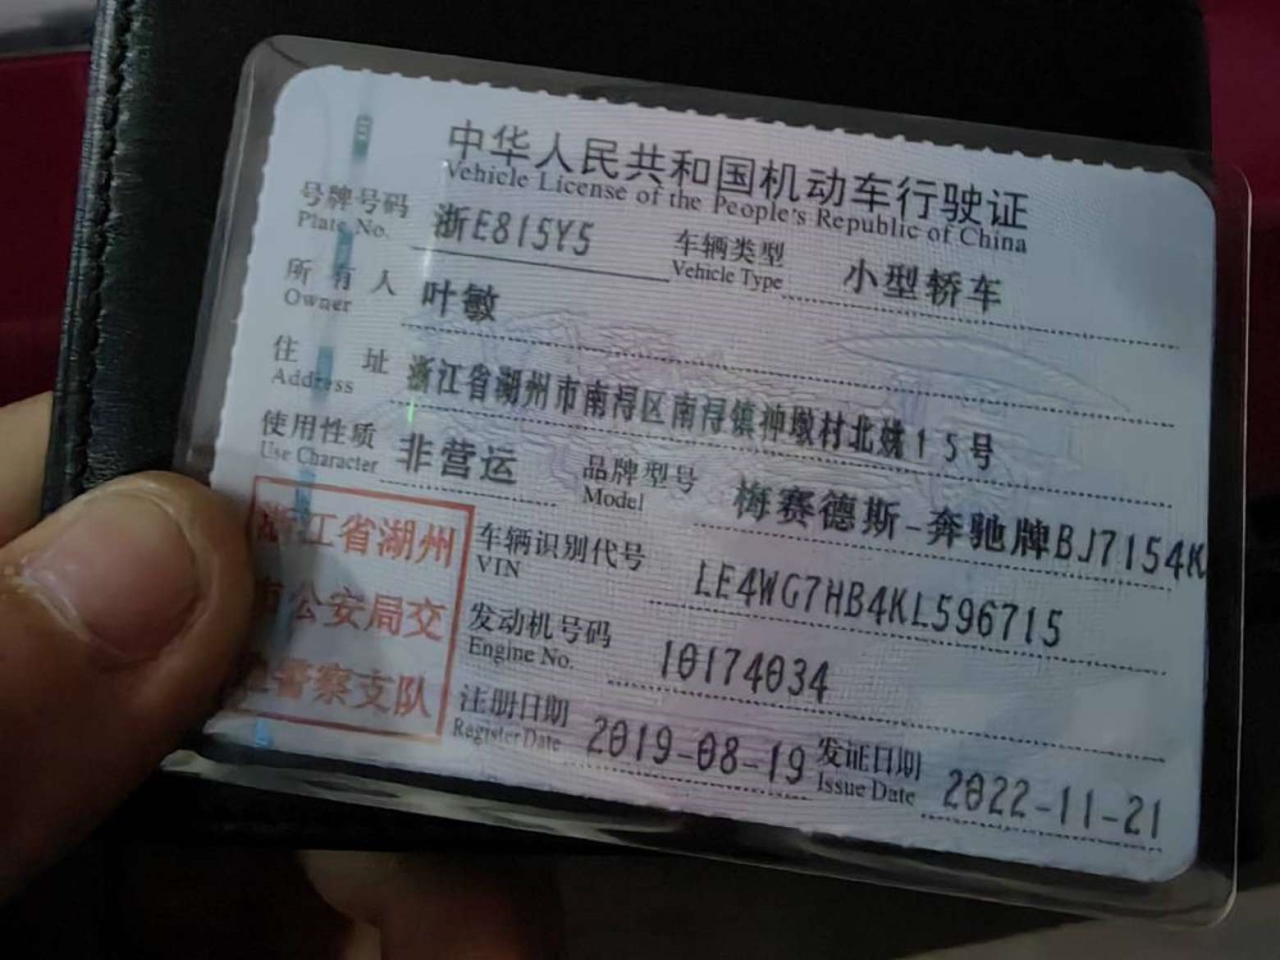 中华人民共和国机动车行驶证
Vehicle License of the People's Republic of China
号牌号码 浙E815Y5 车辆类型 小型轿车
Plate No. Vehicle Type
所有人 叶敏
Owner
住址 浙江省湖州市南浔区南浔镇神墩村北兜15号
Address
使用性质 非营运 品牌型号 梅赛德斯-奔驰牌BJ7154K
Use Character Model
浙江省湖州
市公安局交
警察支队
车辆识别代号 LE4WG7HB4KL596715
VIN
发动机号码 10174034
Engine No.
注册日期 2019-08-19 发证日期 2022-11-21
Register Date Issue Date